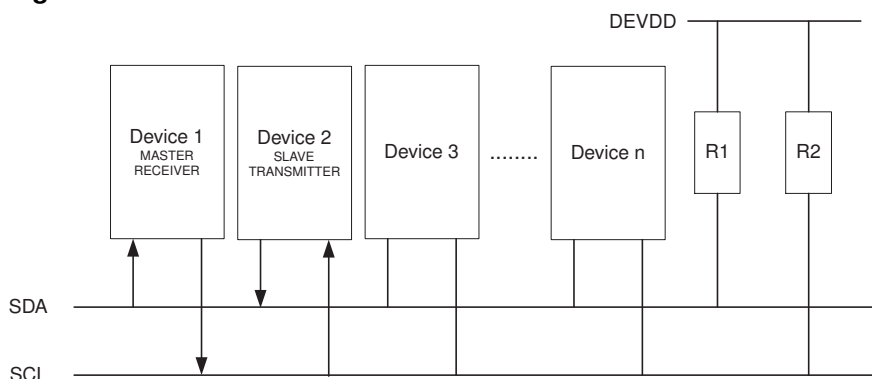 DEVDD
Device 1
MASTER
RECEIVER
Device 2
SLAVE
TRANSMITTER
Device 3
........
Device n
R1
R2
SDA
SCL